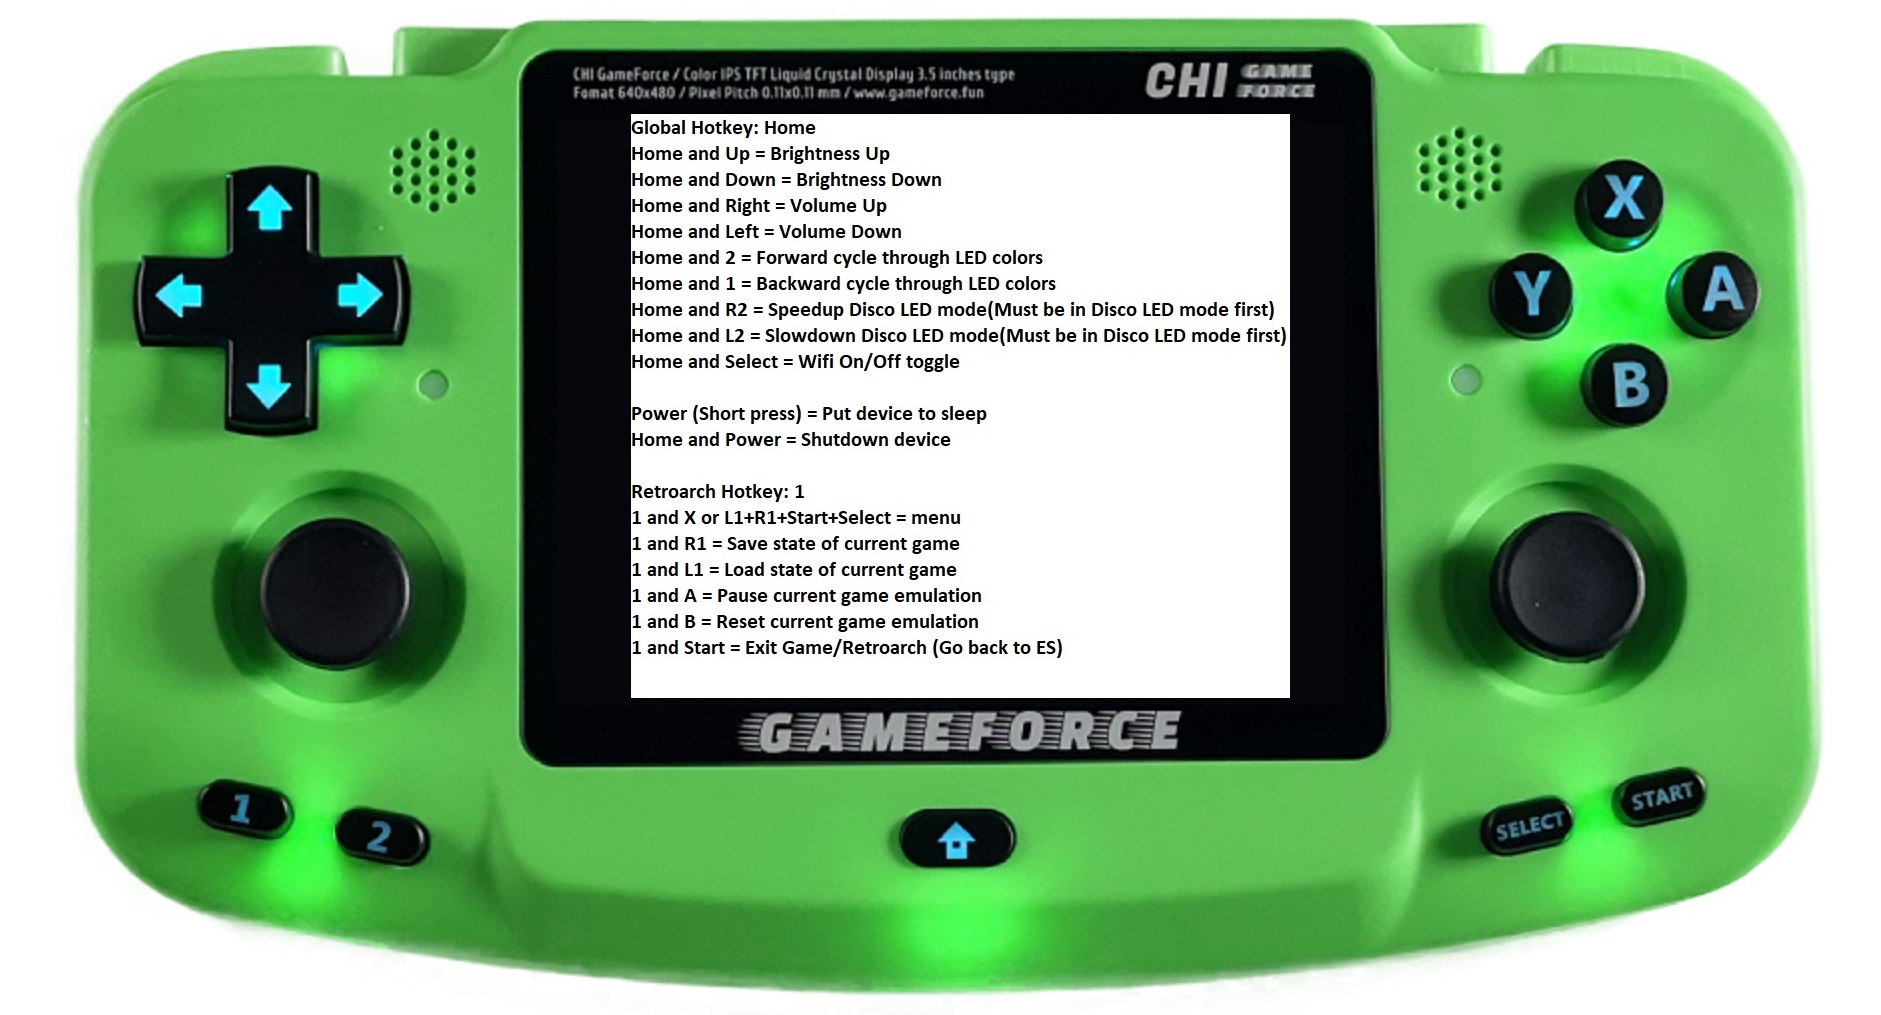 CHI GameForce / Color IPS TFT Liquid Crystal Display 3.5 inches type
Fomat 640x480 / Pixel Pitch 0.11x0.11 mm / www.gameforce.fun
CHI GAME
FORCE
Global Hotkey: Home
Home and Up = Brightness Up
Home and Down = Brightness Down
Home and Right = Volume Up
Home and Left = Volume Down
Home and 2 = Forward cycle through LED colors
Home and 1 = Backward cycle through LED colors
Home and R2 = Speedup Disco LED mode(Must be in Disco LED mode first)
Home and L2 = Slowdown Disco LED mode(Must be in Disco LED mode first)
Home and Select = Wifi On/Off toggle
Power (Short press) = Put device to sleep
Home and Power = Shutdown device
Retroarch Hotkey: 1
1 and X or L1+R1+Start+Select = menu
1 and R1 = Save state of current game
1 and L1 = Load state of current game
1 and A = Pause current game emulation
1 and B = Reset current game emulation
1 and Start = Exit Game/Retroarch (Go back to ES)
GAMEFORCE
X
Y
A
B
1
2
SELECT
START